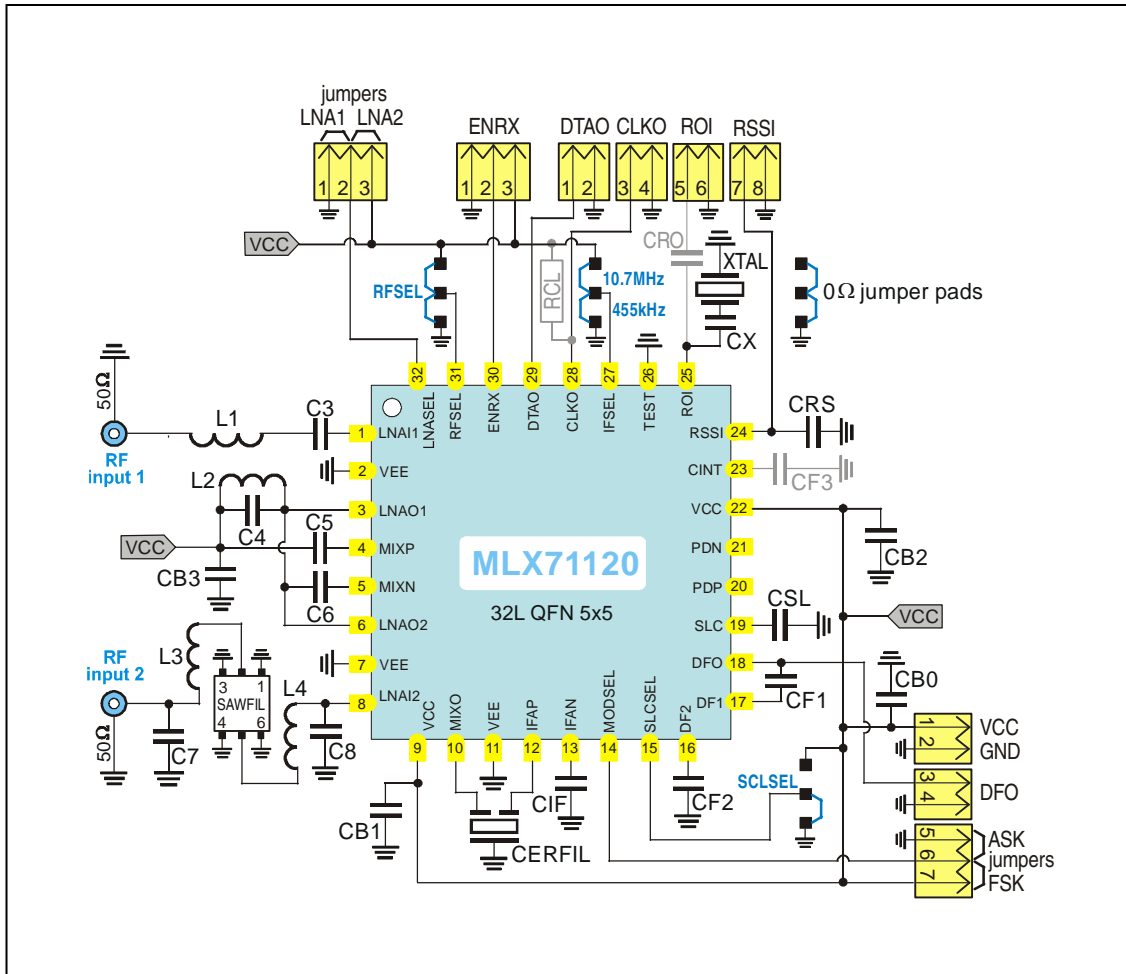 jumpers
LNA1 LNA2
ENRX
DTAO CLKO ROI RSSI
1 2 3
1 2 3
1 2
3 4
5 6
7 8
VCC
RFSEL
RCL
10.7MHz
455kHz
CRO
XTAL
CX
0Ω jumper pads
32 31 30 29 28 27 26 25
LNASEL RFSEL ENRX DTAO CLKO IFSEL TEST ROI
50Ω
RF
input 1
L1
C3
1 LNAI1
2 VEE
L2
C4
3 LNAO1
VCC
C5
4 MIXP
CB3
C6
5 MIXN
6 LNAO2
7 VEE
RF
input 2
50Ω
L3
C7
3 1
SAWFIL
4 6
L4
C8
8 LNAI2
MLX71120
32L QFN 5x5
RSSI 24
CRS
CINT 23
CF3
VCC 22
CB2
PDN 21
PDP 20
VCC
SLC 19
CSL
DFO 18
CF1
DF1 17
CB0
VCC MIXO VEE IFAP IFAN MODSEL SLCSEL DF2
9 10 11 12 13 14 15 16
CB1
CERFIL
CIF
CF2
SCLSEL
1 VCC
2 GND
3
4
DFO
5 ASK
6 jumpers
7 FSK